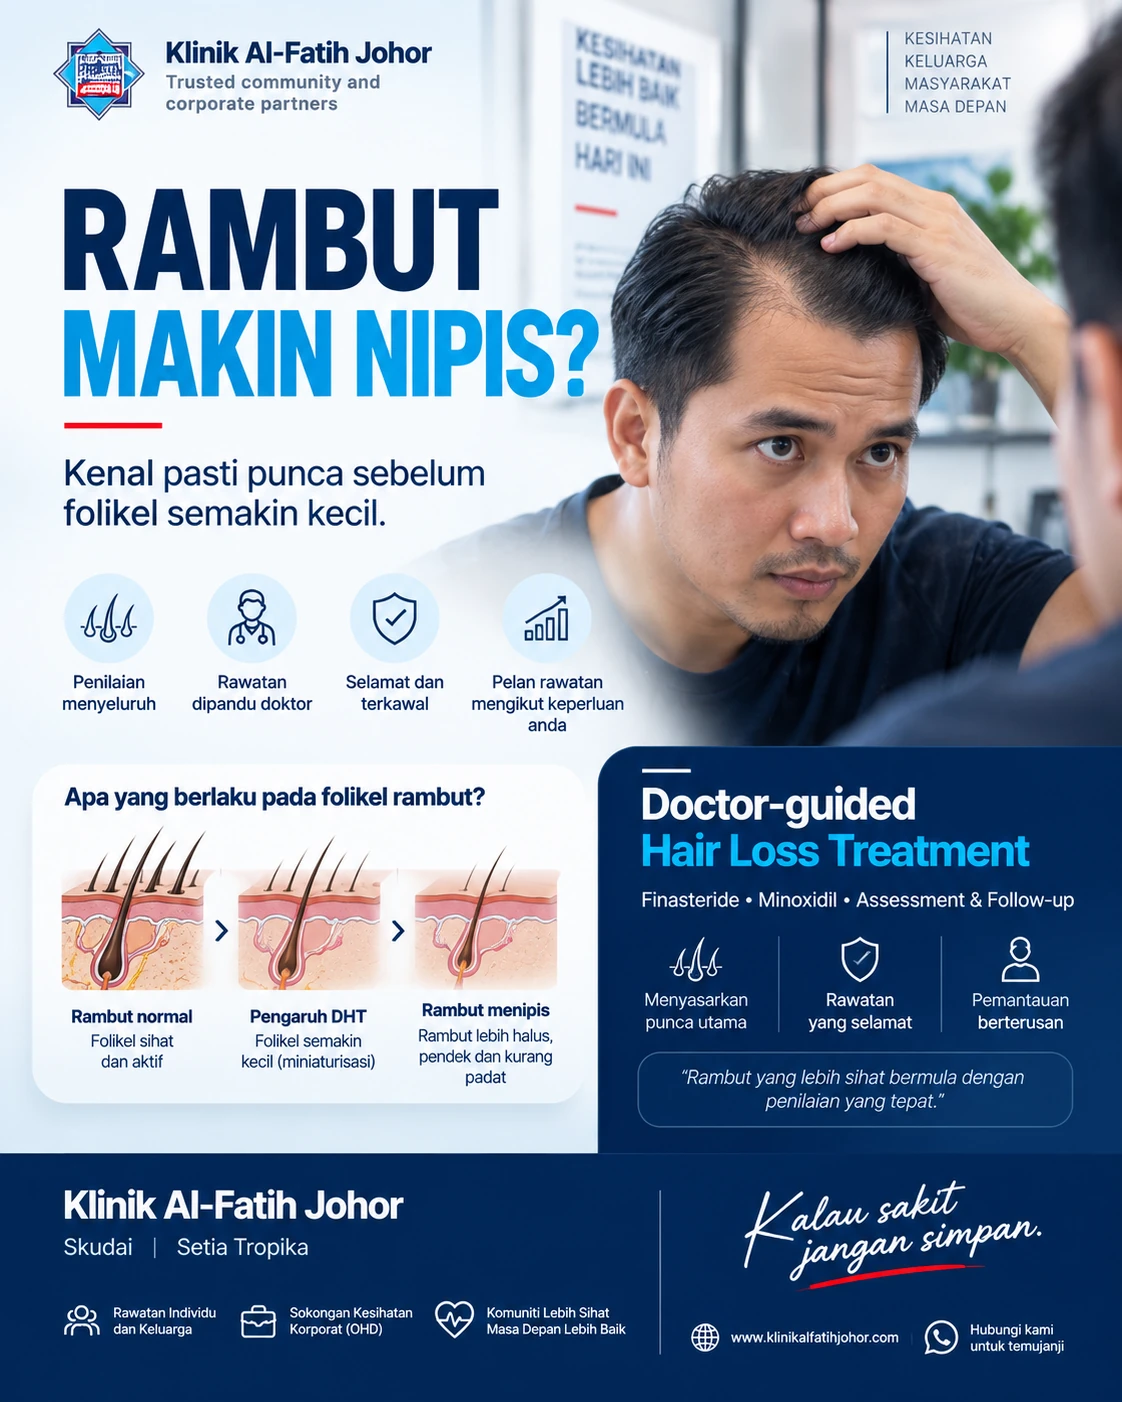 Klinik Al-Fatih Johor
Trusted community and
corporate partners
KESIHATAN
LEBIH BAIK
BERMULA
HARI INI
KESIHATAN
KELUARGA
MASYARAKAT
MASA DEPAN
RAMBUT
MAKIN NIPIS?
Kenal pasti punca sebelum
folikel semakin kecil.
Penilaian
menyeluruh
Rawatan
dipandu doktor
Selamat dan
terkawal
Pelan rawatan
mengikut keperluan
anda
Apa yang berlaku pada folikel rambut?
Rambut normal
Folikel sihat
dan aktif
Pengaruh DHT
Folikel semakin
kecil (miniaturisasi)
Rambut menipis
Rambut lebih halus,
pendek dan kurang
padat
Doctor-guided
Hair Loss Treatment
Finasteride • Minoxidil • Assessment & Follow-up
Menyasarkan
punca utama
Rawatan
yang selamat
Pemantauan
berterusan
“Rambut yang lebih sihat bermula dengan
penilaian yang tepat.”
Klinik Al-Fatih Johor
Skudai | Setia Tropika
Rawatan Individu
dan Keluarga
Sokongan Kesihatan
Korporat (OHD)
Komuniti Lebih Sihat
Masa Depan Lebih Baik
Kalau sakit
jangan simpan.
www.klinikalfatihjohor.com
Hubungi kami
untuk temujanji